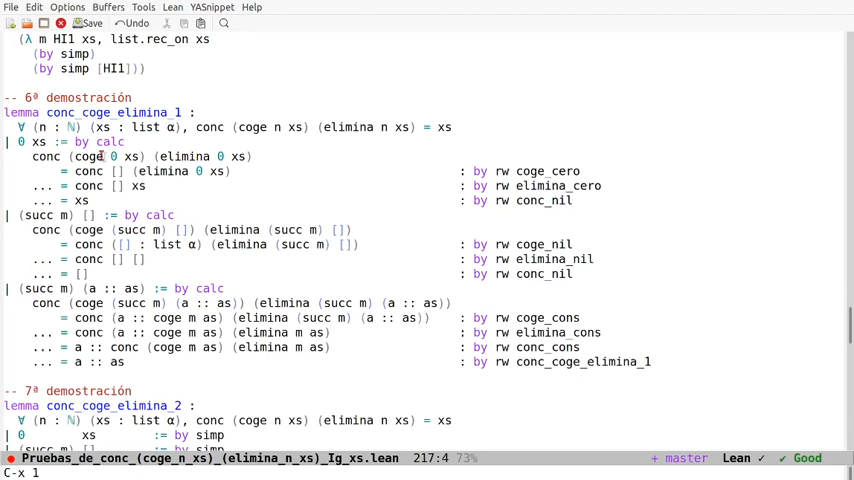 File Edit Options Buffers Tools Lean YASnippet Help
Save Undo
(λ m HI1 xs, list.rec_on xs
(by simp)
(by simp [HI1]))
-- 6ª demostración
lemma conc_coge_elimina_1 :
∀ (n : ℕ) (xs : list α), conc (coge n xs) (elimina n xs) = xs
| 0 xs := by calc
conc (coge 0 xs) (elimina 0 xs)
= conc [] (elimina 0 xs) : by rw coge_cero
... = conc [] xs : by rw elimina_cero
... = xs : by rw conc_nil
| (succ m) [] := by calc
conc (coge (succ m) []) (elimina (succ m) [])
= conc ([] : list α) (elimina (succ m) []) : by rw coge_nil
... = conc [] [] : by rw elimina_nil
... = [] : by rw conc_nil
| (succ m) (a :: as) := by calc
conc (coge (succ m) (a :: as)) (elimina (succ m) (a :: as))
= conc (a :: coge m as) (elimina (succ m) (a :: as)) : by rw coge_cons
... = conc (a :: coge m as) (elimina m as) : by rw elimina_cons
... = a :: conc (coge m as) (elimina m as) : by rw conc_cons
... = a :: as : by rw conc_coge_elimina_1
-- 7ª demostración
lemma conc_coge_elimina_2 :
∀ (n : ℕ) (xs : list α), conc (coge n xs) (elimina n xs) = xs
| 0 xs := by simp
| (succ m) [] := by simp
Pruebas_de_conc_(coge_n_xs)_(elimina_n_xs)_Ig_xs.lean 217:4 73% + master Lean ✓ ✔ Good
C-x 1